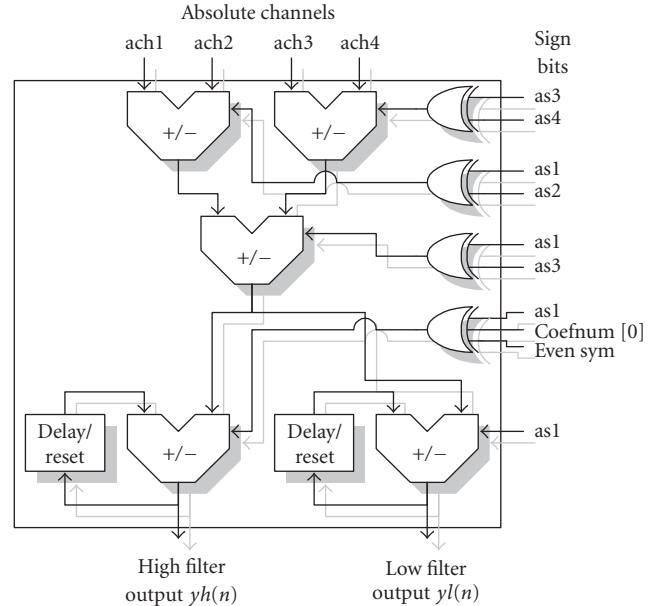 Absolute channels
ach1 ach2 ach3 ach4
Sign
bits
as3
as4
+/−
+/−
as1
as2
as1
as3
+/−
as1
Coefnum [0]
Even sym
Delay/
reset
+/−
Delay/
reset
+/−
as1
High filter
output yh(n)
Low filter
output yl(n)